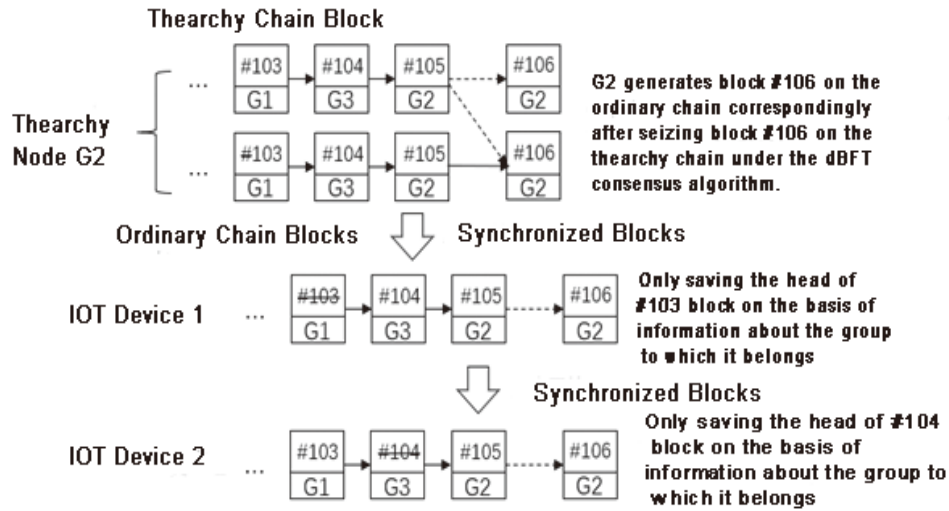 Thearchy Chain Block
#103 #104 #105 #106
... G1 G3 G2 G2
G2 generates block #106 on the
ordinary chain correspondingly
after seizing block #106 on the
thearchy chain under the dBFT
consensus algorithm.
Thearchy
Node G2
#103 #104 #105 #106
... G1 G3 G2 G2
Ordinary Chain Blocks
Synchronized Blocks
IOT Device 1
...
#103 #104 #105 #106
G1 G3 G2 G2
Only saving the head of
#103 block on the basis of
information about the group
to which it belongs
Synchronized Blocks
IOT Device 2
...
#103 #104 #105 #106
G1 G3 G2 G2
Only saving the head of #104
block on the basis of
information about the group to
which it belongs